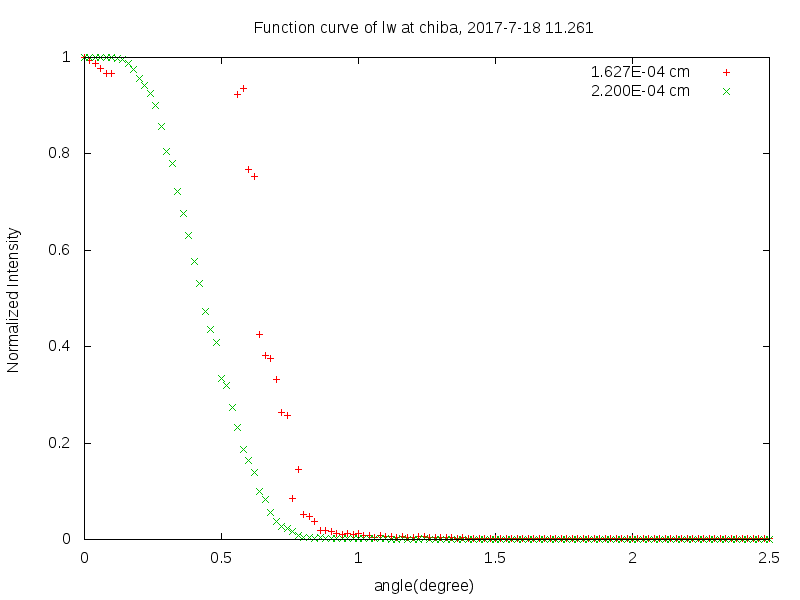 Function curve of lw at chiba, 2017-7-18 11.261
1.627E-04 cm
2.200E-04 cm
1
0.8
0.6
0.4
0.2
0
Normalized Intensity
0 0.5 1 1.5 2 2.5
angle(degree)